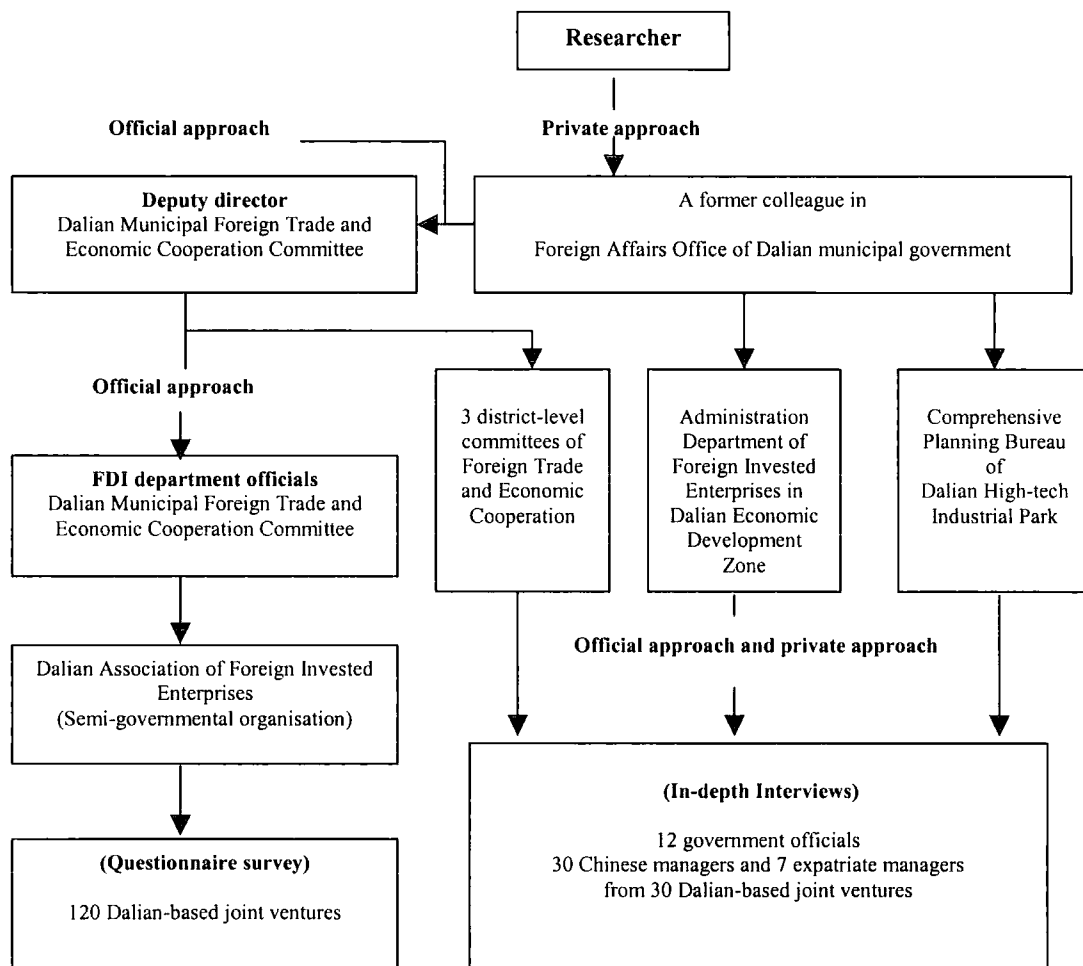 Researcher
Official approach
Private approach
Deputy director
Dalian Municipal Foreign Trade and
Economic Cooperation Committee
A former colleague in
Foreign Affairs Office of Dalian municipal government
Official approach
3 district-level
committees of
Foreign Trade
and Economic
Cooperation
Administration
Department of
Foreign Invested
Enterprises in
Dalian Economic
Development
Zone
Comprehensive
Planning Bureau
of
Dalian High-tech
Industrial Park
FDI department officials
Dalian Municipal Foreign Trade and
Economic Cooperation Committee
Official approach and private approach
Dalian Association of Foreign Invested
Enterprises
(Semi-governmental organisation)
(Questionnaire survey)
120 Dalian-based joint ventures
(In-depth Interviews)
12 government officials
30 Chinese managers and 7 expatriate managers
from 30 Dalian-based joint ventures